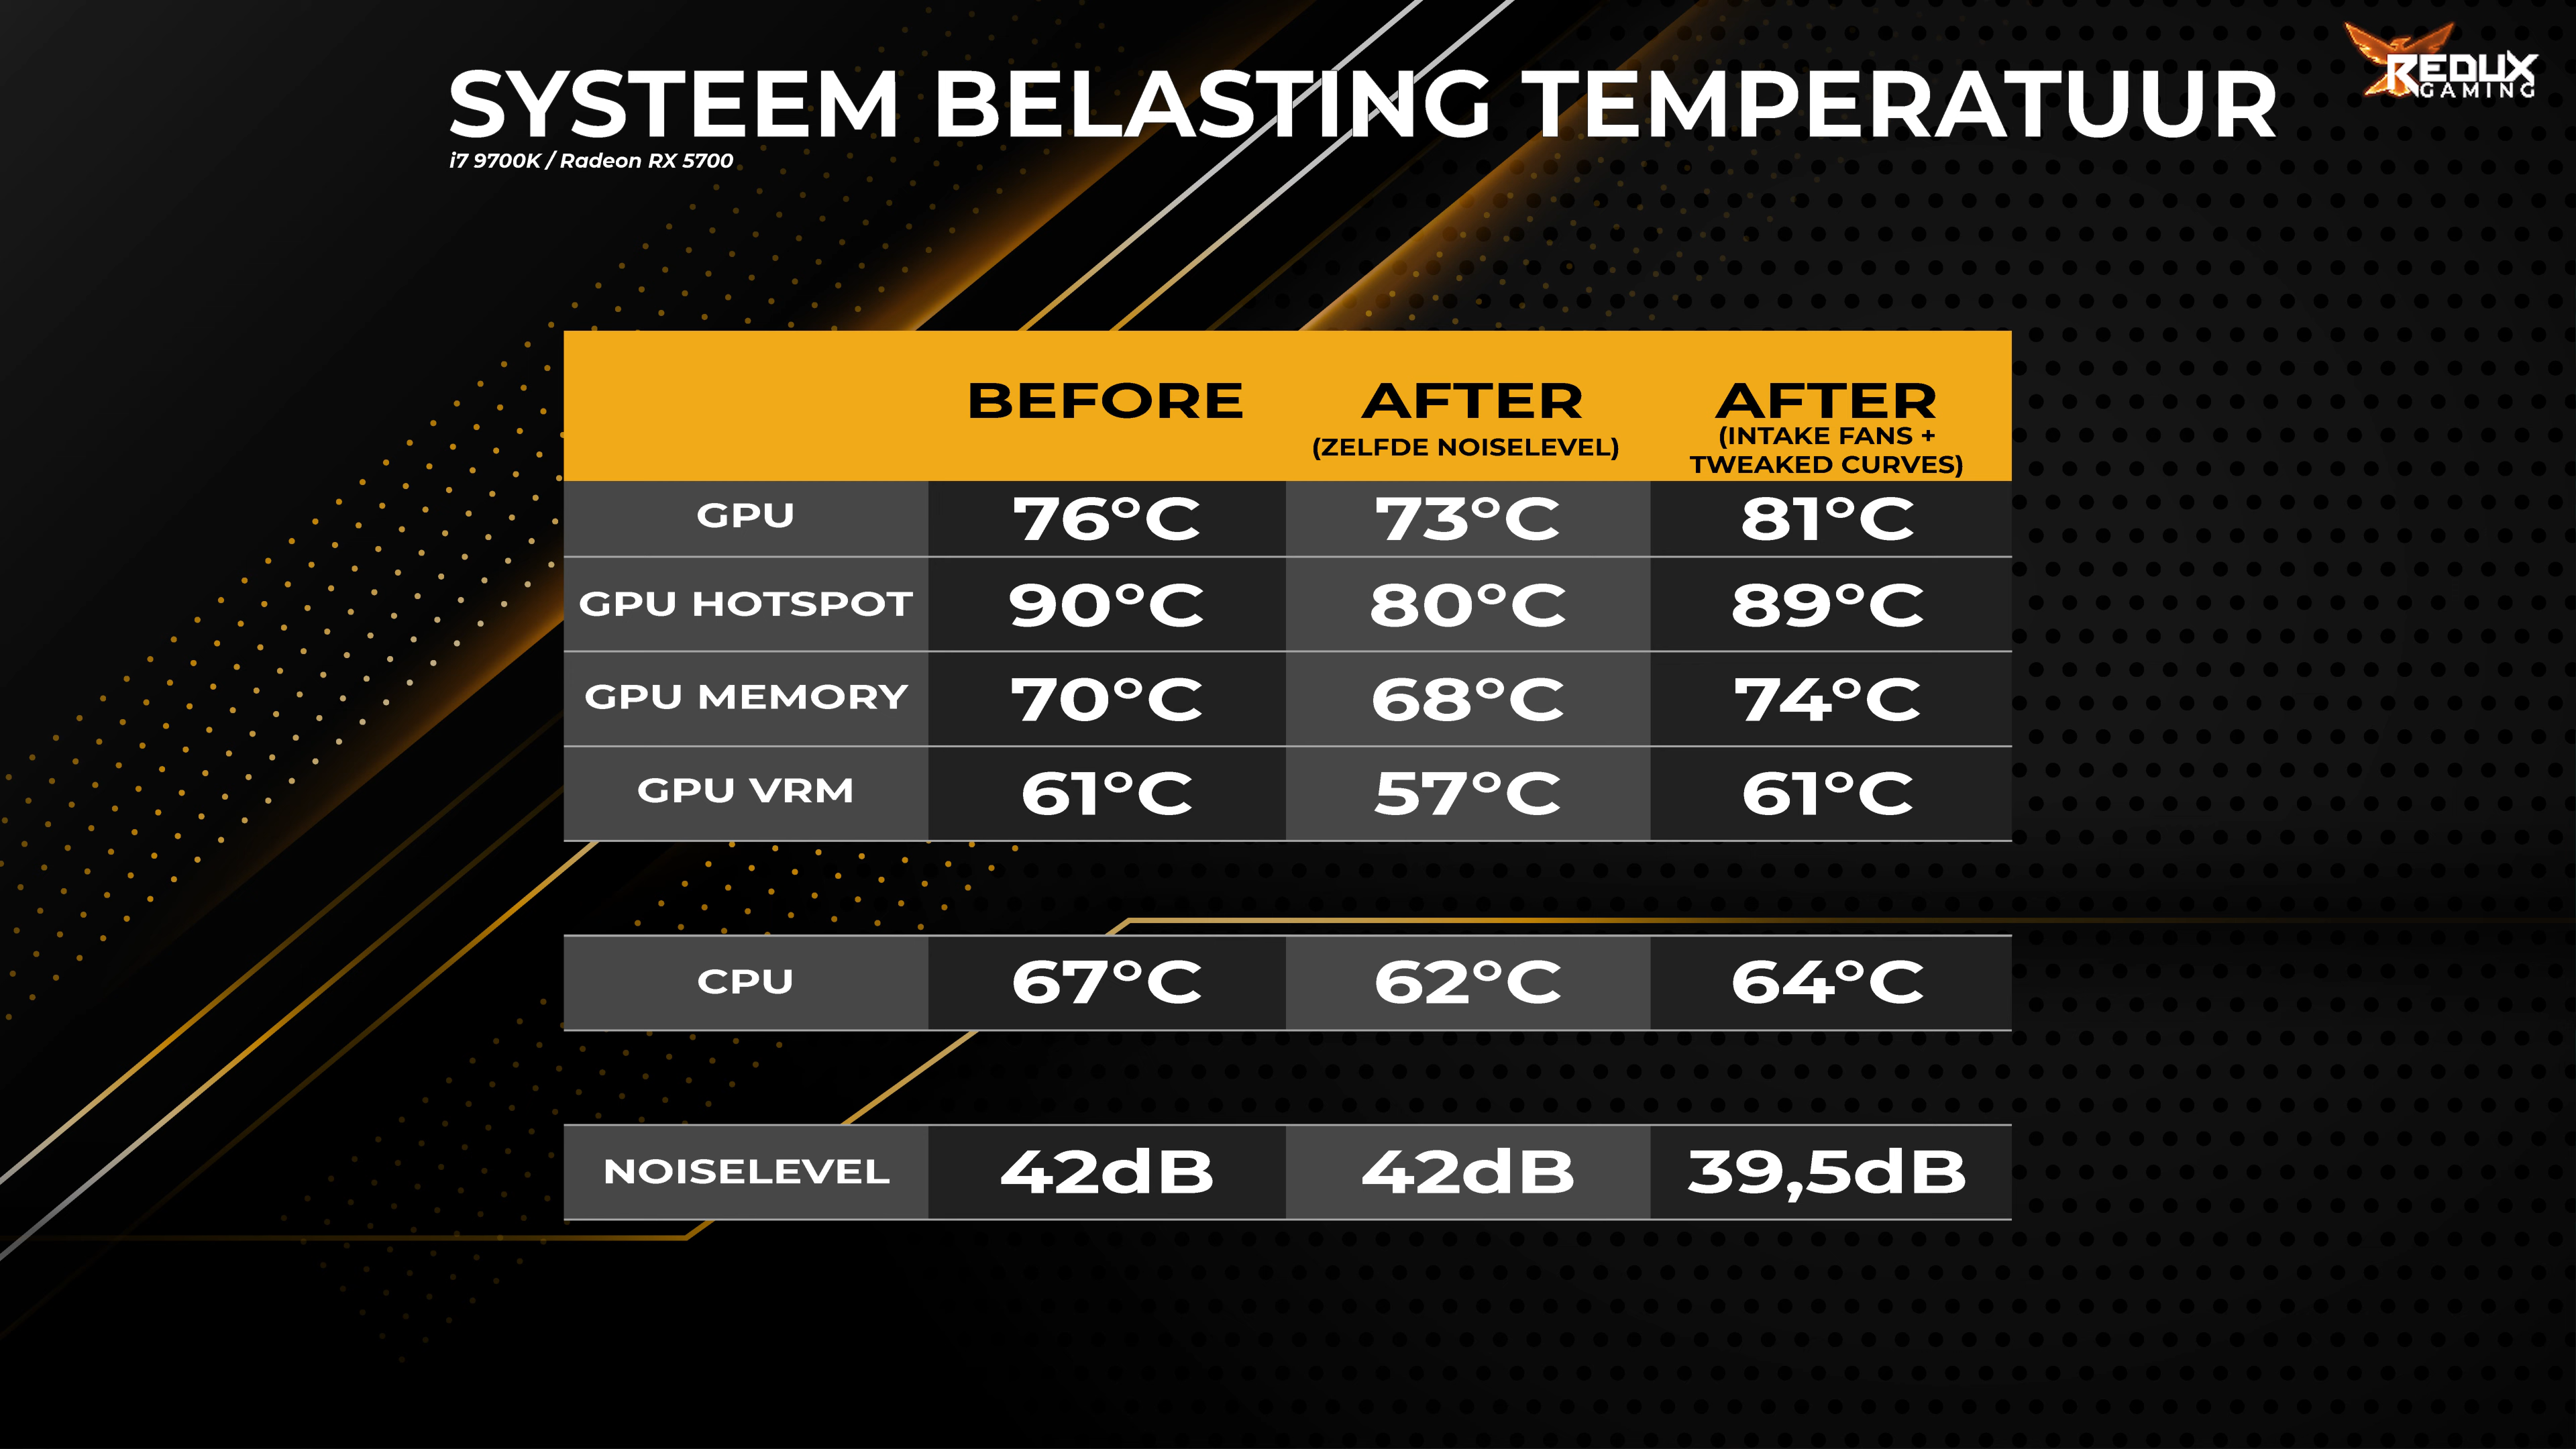 SYSTEEM BELASTING TEMPERATUUR
i7 9700K / Radeon RX 5700
REDUX
GAMING
BEFORE AFTER AFTER
(ZELFDE NOISELEVEL) (INTAKE FANS +
TWEAKED CURVES)
GPU 76°C 73°C 81°C
GPU HOTSPOT 90°C 80°C 89°C
GPU MEMORY 70°C 68°C 74°C
GPU VRM 61°C 57°C 61°C
CPU 67°C 62°C 64°C
NOISELEVEL 42dB 42dB 39,5dB